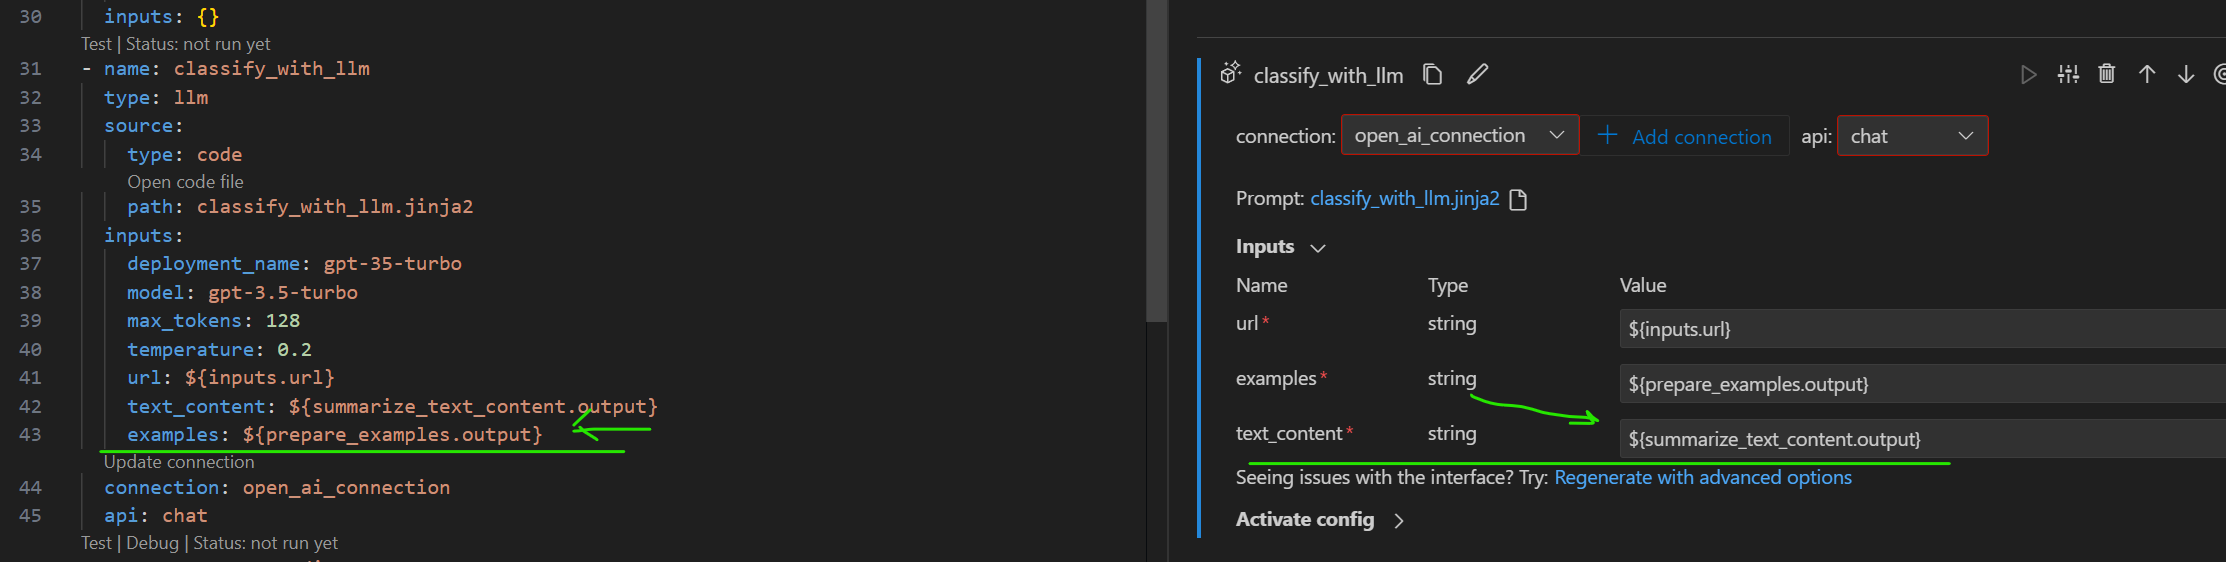 30 inputs: {}
Test | Status: not run yet
31 - name: classify_with_llm
32 type: llm
33 source:
34 type: code
Open code file
35 path: classify_with_llm.jinja2
36 inputs:
37 deployment_name: gpt-35-turbo
38 model: gpt-3.5-turbo
39 max_tokens: 128
40 temperature: 0.2
41 url: ${inputs.url}
42 text_content: ${summarize_text_content.output}
43 examples: ${prepare_examples.output}
Update connection
44 connection: open_ai_connection
45 api: chat
Test | Debug | Status: not run yet
classify_with_llm
connection: open_ai_connection + Add connection api: chat
Prompt: classify_with_llm.jinja2
Inputs
Name Type Value
url* string ${inputs.url}
examples* string ${prepare_examples.output}
text_content* string ${summarize_text_content.output}
Seeing issues with the interface? Try: Regenerate with advanced options
Activate config